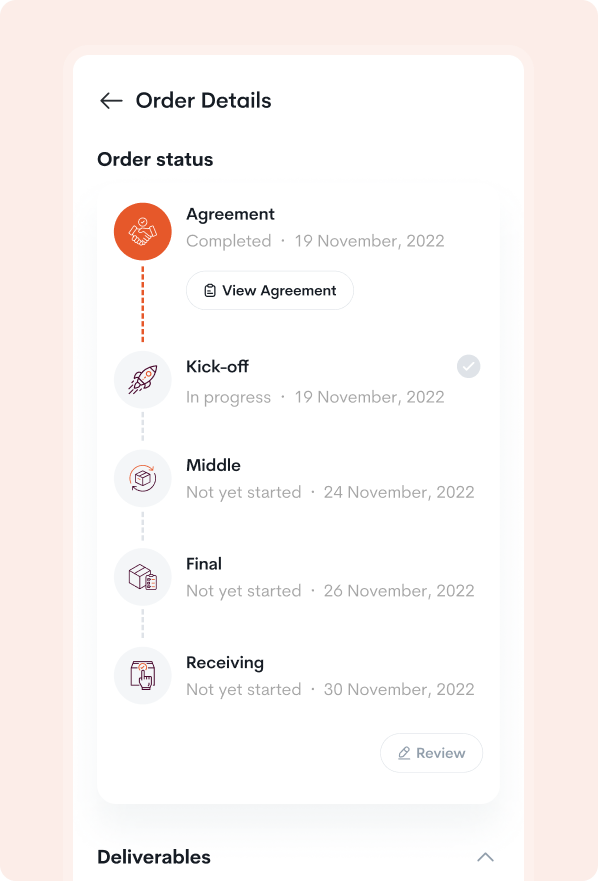 Order Details
Order status
Agreement
Completed · 19 November, 2022
View Agreement
Kick-off
In progress · 19 November, 2022
Middle
Not yet started · 24 November, 2022
Final
Not yet started · 26 November, 2022
Receiving
Not yet started · 30 November, 2022
Review
Deliverables